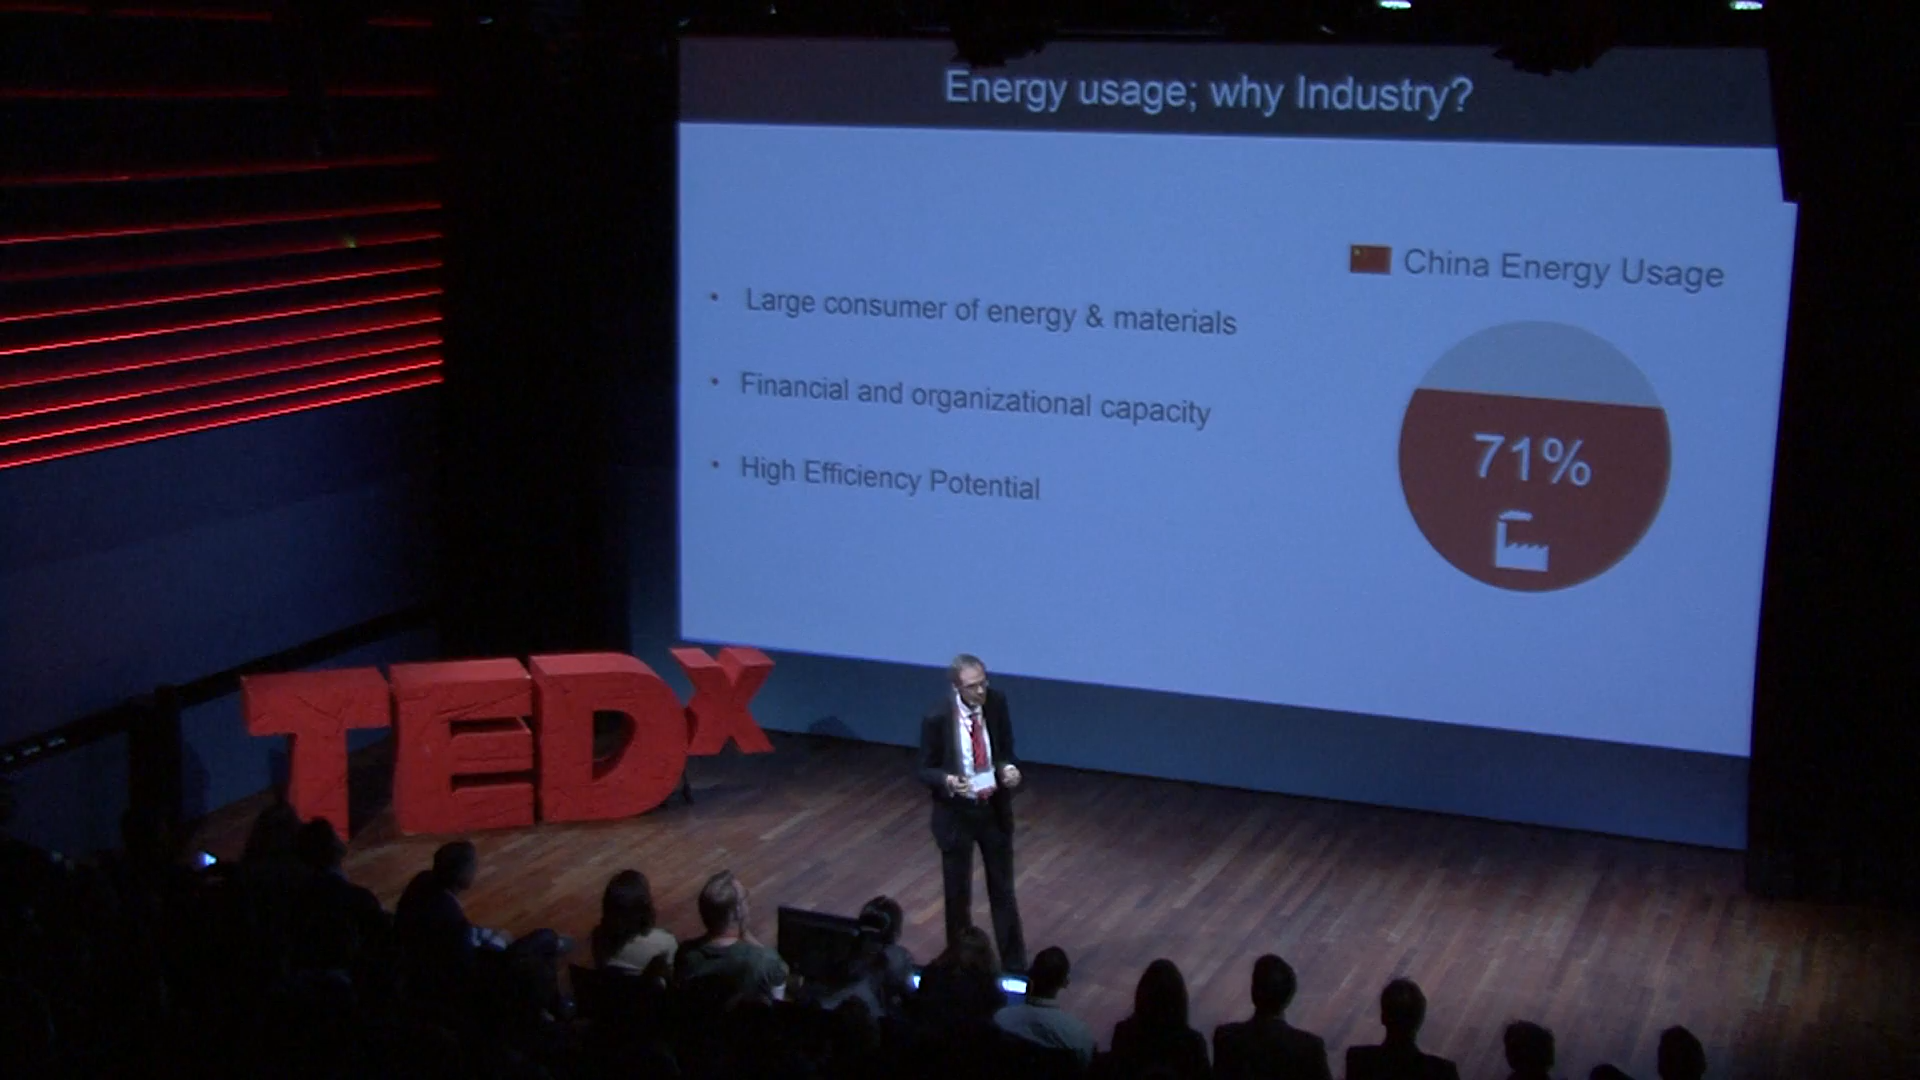 Energy usage; why Industry?
China Energy Usage
• Large consumer of energy & materials
• Financial and organizational capacity
• High Efficiency Potential
71%
TEDx